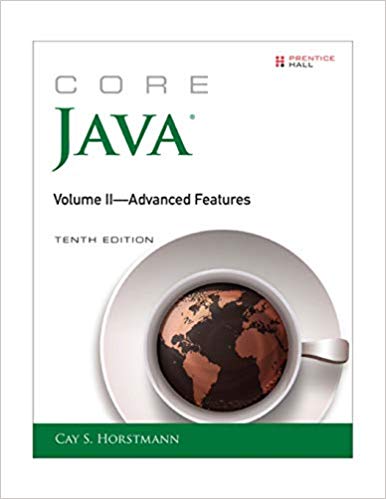 PRENTICE
HALL
CORE
JAVA®
Volume II—Advanced Features
TENTH EDITION
CAY S. HORSTMANN